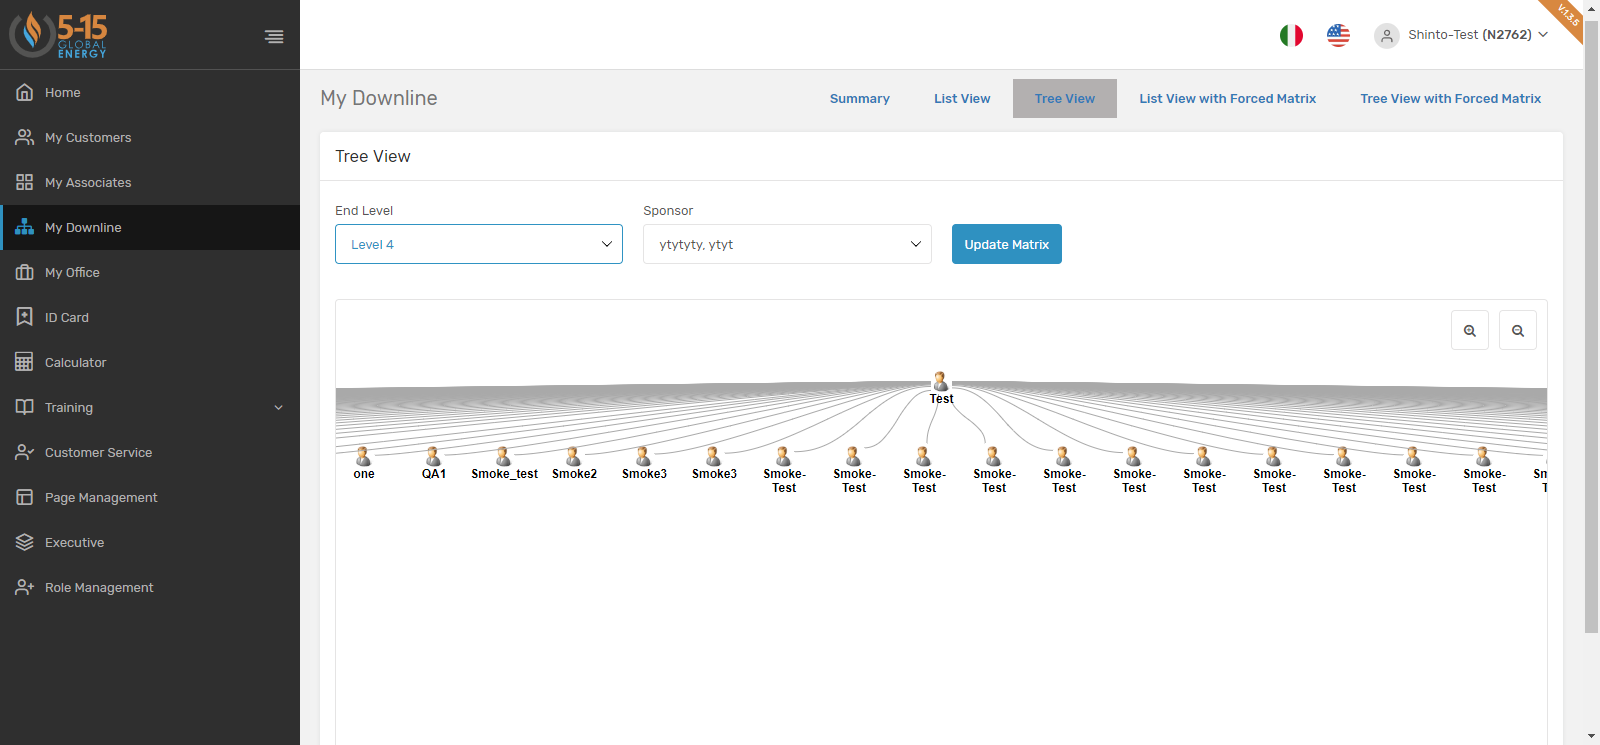 5-15
GLOBAL
ENERGY
Shinto-Test (N2762)
V.1.3.5
Home
My Customers
My Associates
My Downline
My Office
ID Card
Calculator
Training
Customer Service
Page Management
Executive
Role Management
My Downline
Summary
List View
Tree View
List View with Forced Matrix
Tree View with Forced Matrix
Tree View
End Level
Sponsor
Level 4
ytytyty, ytyt
Update Matrix
Test
one
QA1
Smoke_test
Smoke2
Smoke3
Smoke3
Smoke-
Test
Smoke-
Test
Smoke-
Test
Smoke-
Test
Smoke-
Test
Smoke-
Test
Smoke-
Test
Smoke-
Test
Smoke-
Test
Smoke-
Test
Smoke-
Test